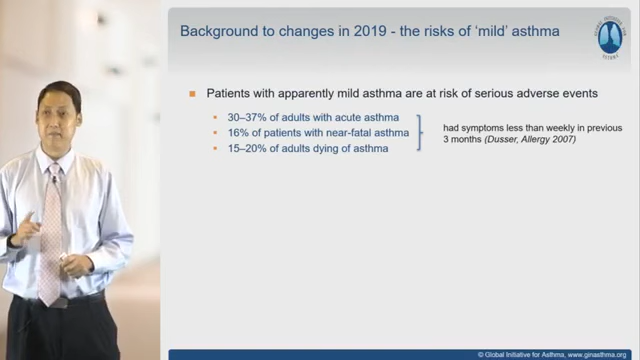 Background to changes in 2019 - the risks of ‘mild’ asthma
Patients with apparently mild asthma are at risk of serious adverse events
30–37% of adults with acute asthma
16% of patients with near-fatal asthma
15–20% of adults dying of asthma
had symptoms less than weekly in previous
3 months (Dusser, Allergy 2007)
© Global Initiative for Asthma, www.ginasthma.org